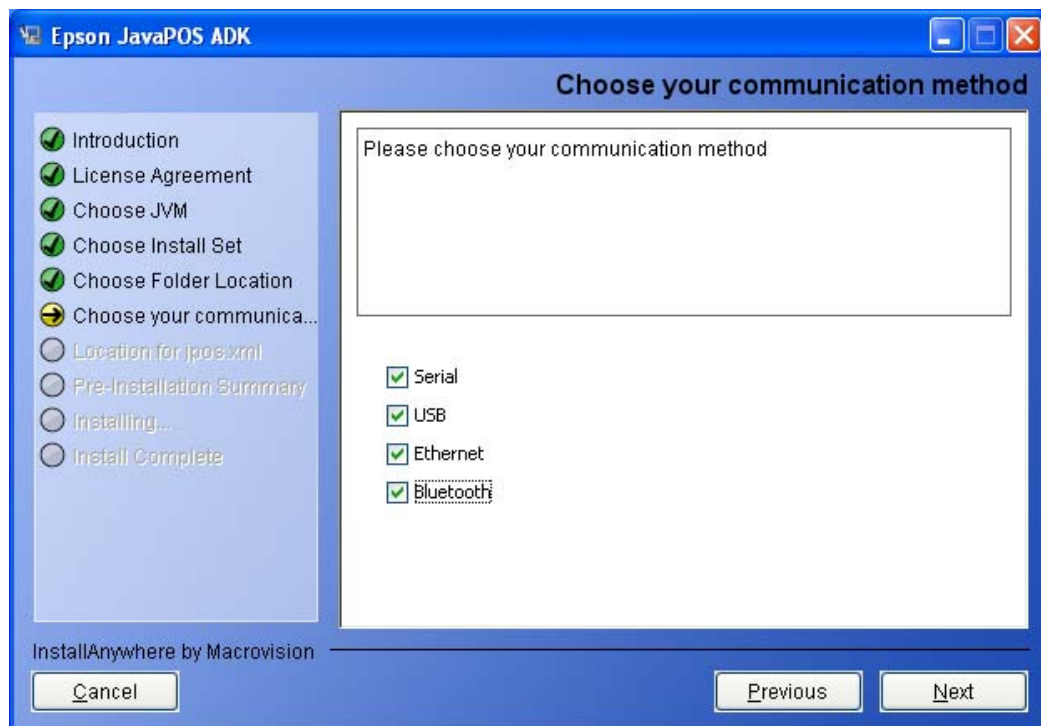 Epson JavaPOS ADK
Choose your communication method
Introduction
License Agreement
Choose JVM
Choose Install Set
Choose Folder Location
Choose your communica...
Location for jpos.xml
Pre-Installation Summary
Installing...
Install Complete
Please choose your communication method
Serial
USB
Ethernet
Bluetooth
InstallAnywhere by Macrovision
Cancel
Previous
Next